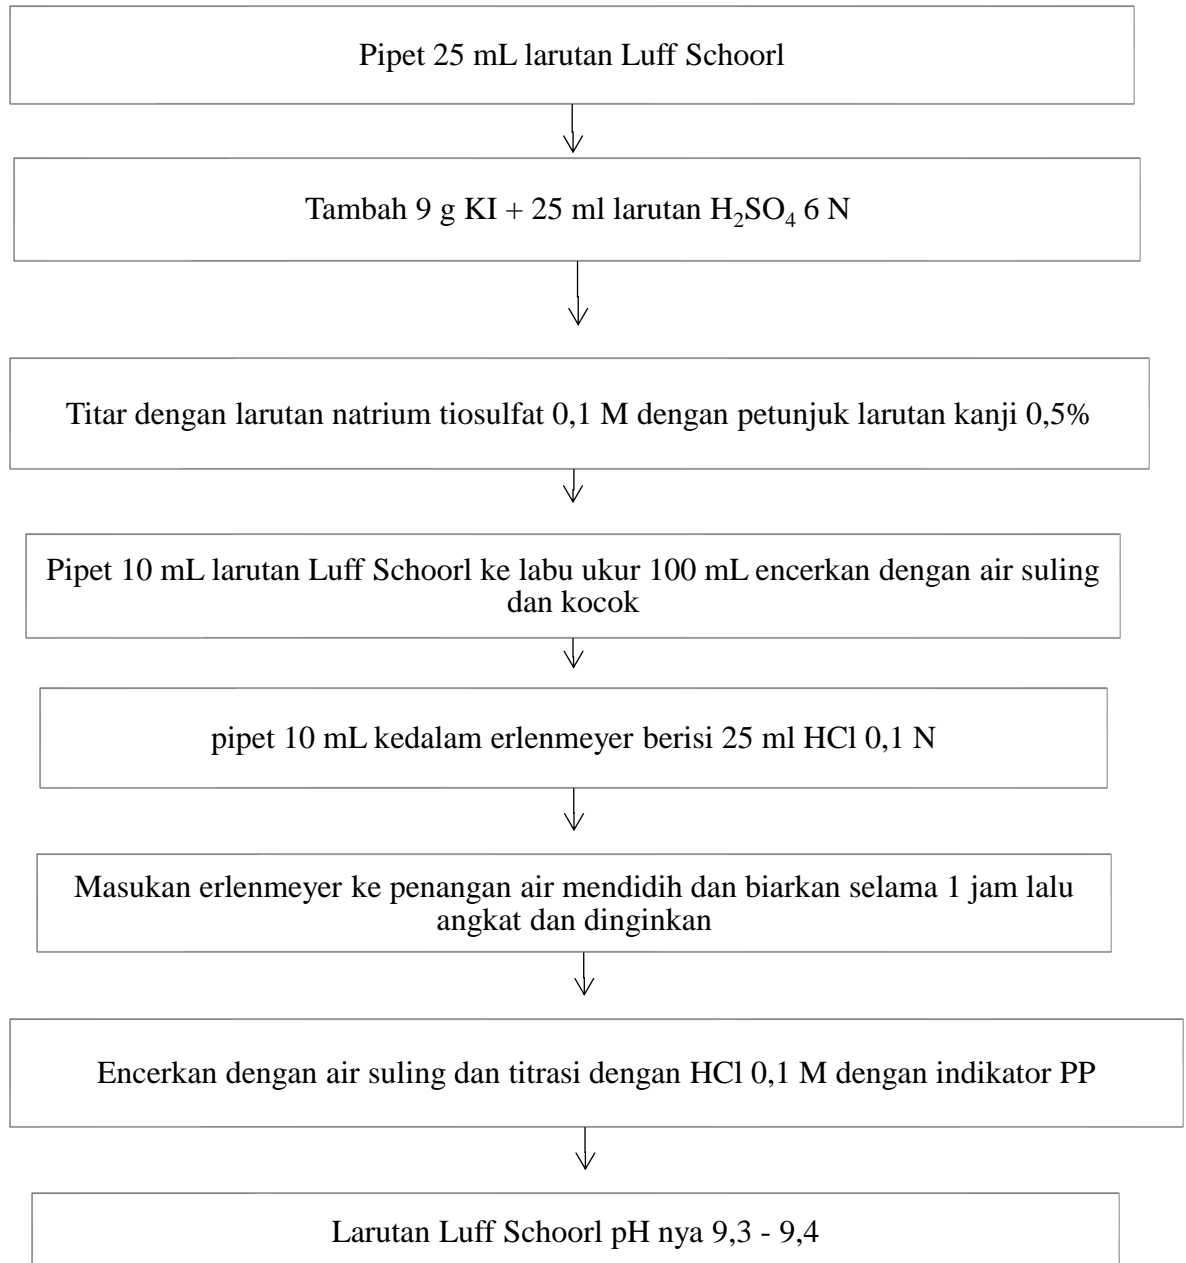 Pipet 25 mL larutan Luff Schoorl
Tambah 9 g KI + 25 ml larutan H₂SO₄ 6 N
Titar dengan larutan natrium tiosulfat 0,1 M dengan petunjuk larutan kanji 0,5%
Pipet 10 mL larutan Luff Schoorl ke labu ukur 100 mL encerkan dengan air suling
dan kocok
pipet 10 mL kedalam erlenmeyer berisi 25 ml HCl 0,1 N
Masukan erlenmeyer ke penangan air mendidih dan biarkan selama 1 jam lalu
angkat dan dinginkan
Encerkan dengan air suling dan titrasi dengan HCl 0,1 M dengan indikator PP
Larutan Luff Schoorl pH nya 9,3 - 9,4